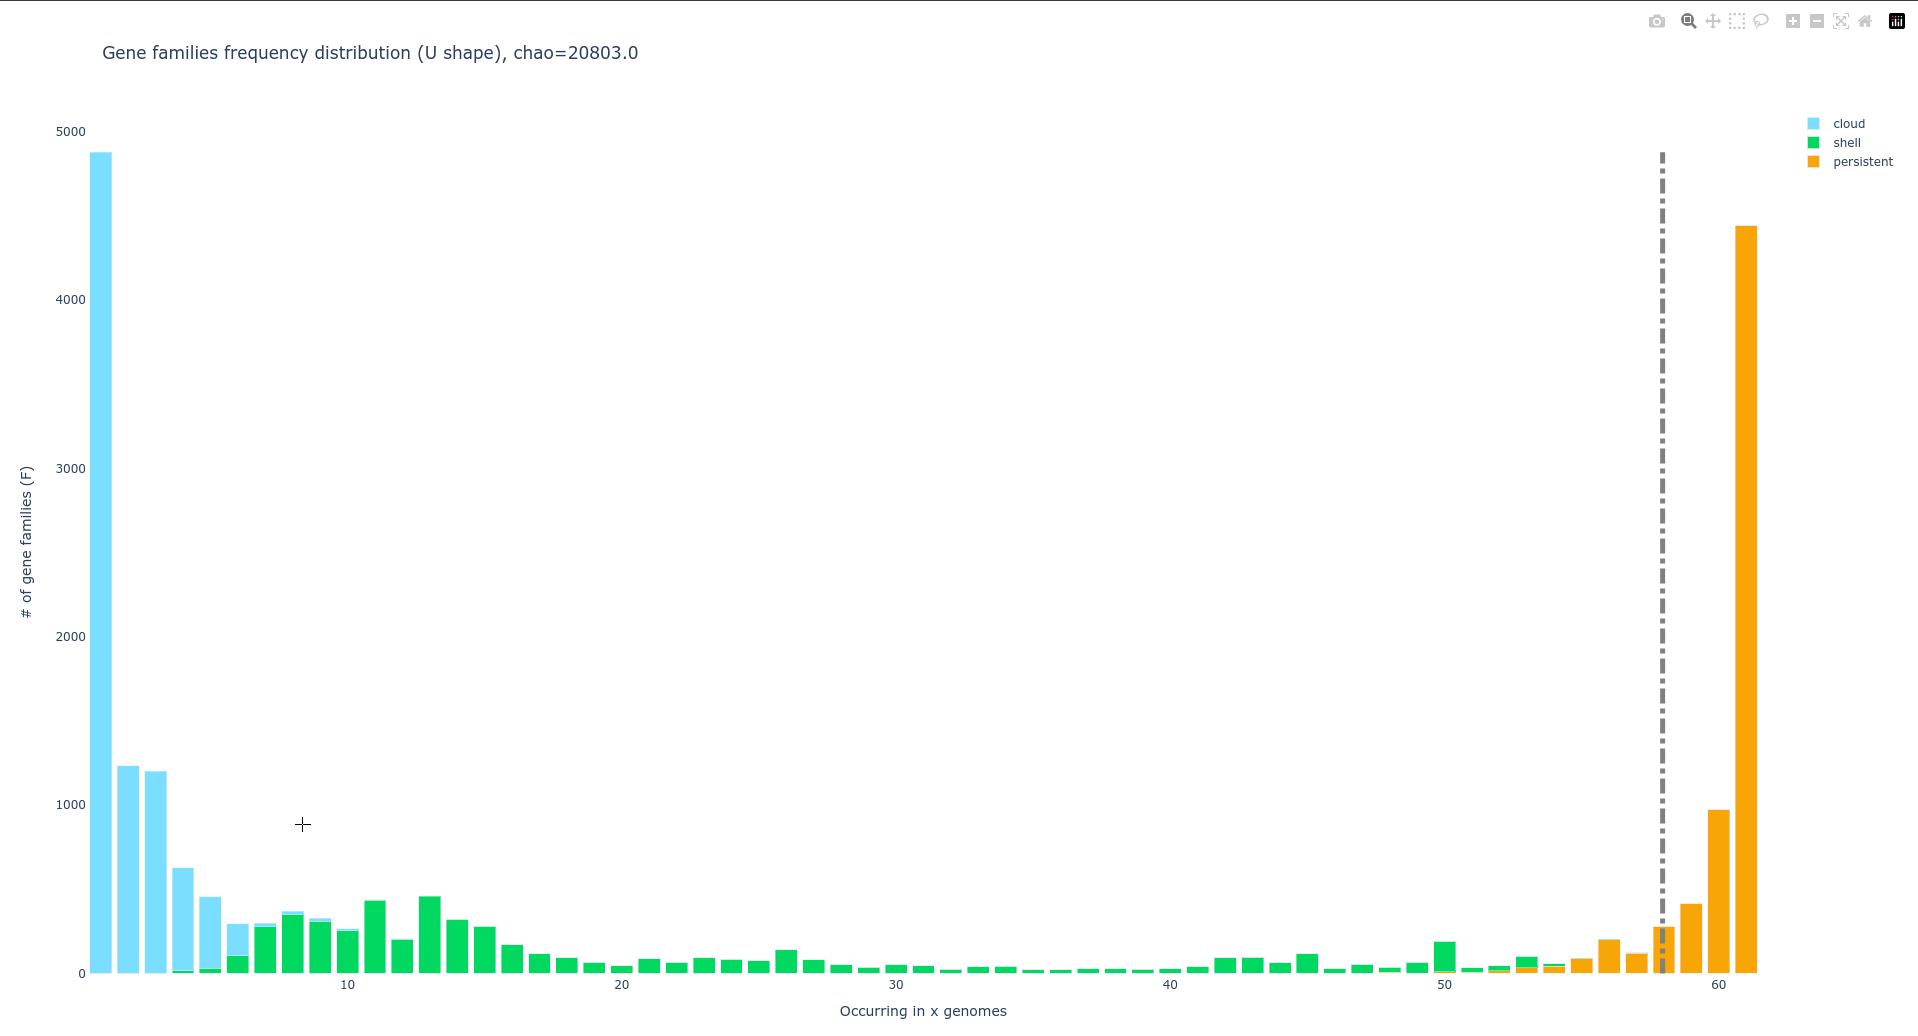 Gene families frequency distribution (U shape), chao=20803.0
cloud
shell
persistent
5000
4000
3000
2000
1000
0
# of gene families (F)
10 20 30 40 50 60
Occurring in x genomes